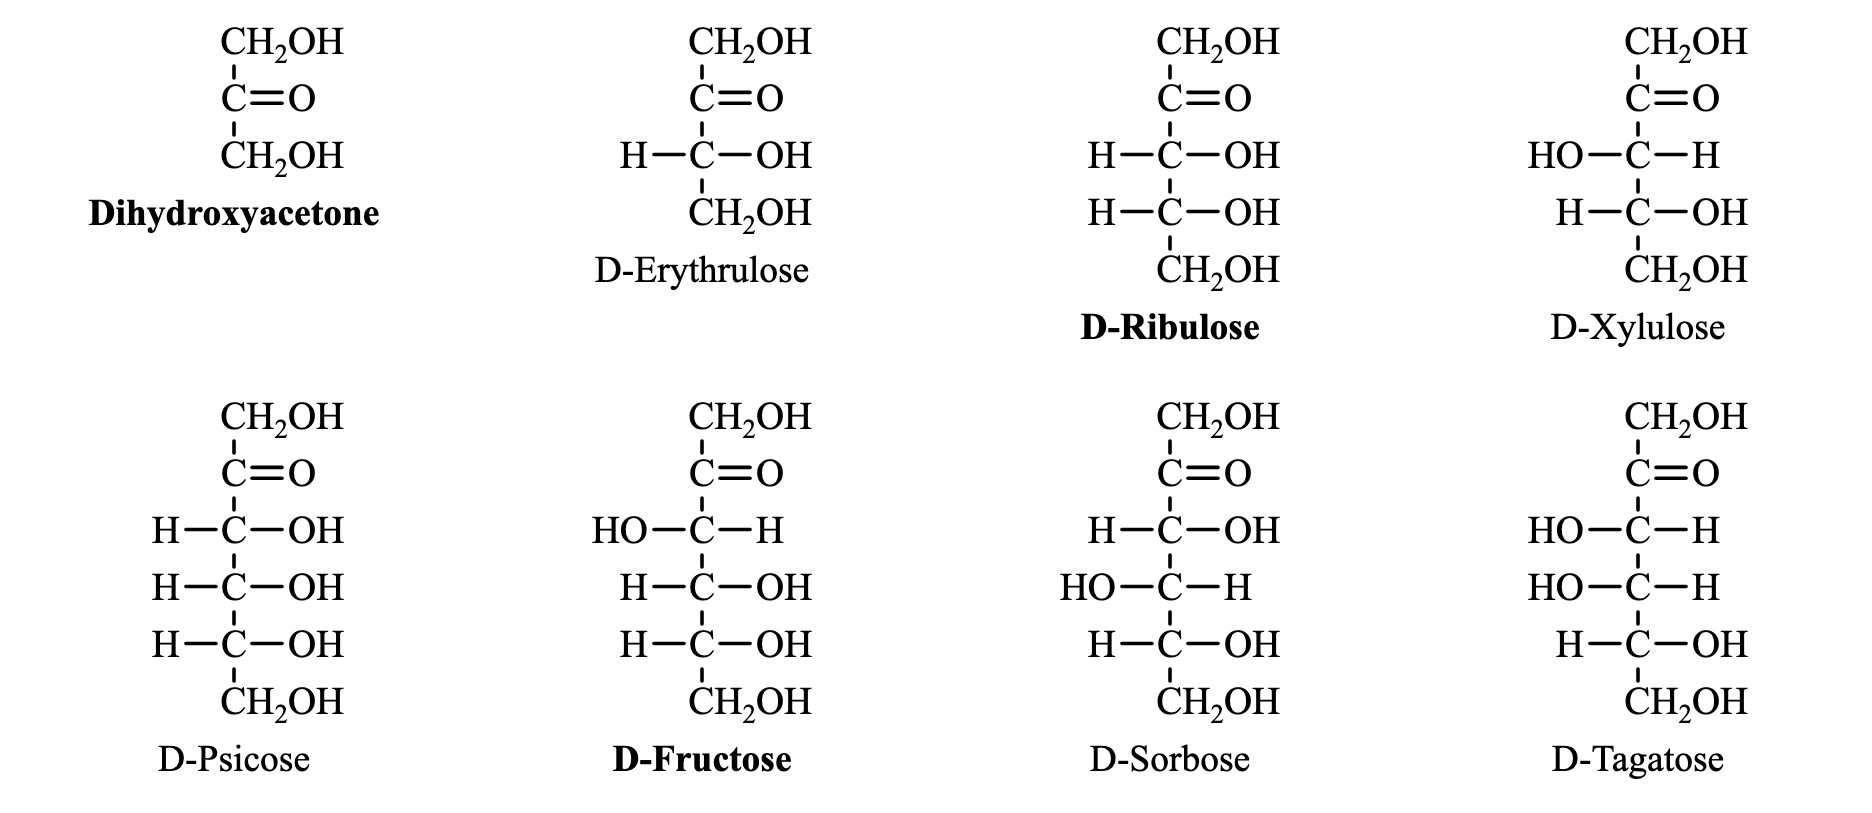 CH2OH CH2OH CH2OH CH2OH
C=O C=O C=O C=O
CH2OH H—C—OH H—C—OH HO—C—H
Dihydroxyacetone CH2OH H—C—OH H—C—OH
D-Erythrulose CH2OH CH2OH
D-Ribulose D-Xylulose
CH2OH CH2OH CH2OH CH2OH
C=O C=O C=O C=O
H—C—OH HO—C—H H—C—OH HO—C—H
H—C—OH H—C—OH HO—C—H HO—C—H
H—C—OH H—C—OH H—C—OH H—C—OH
CH2OH CH2OH CH2OH CH2OH
D-Psicose D-Fructose D-Sorbose D-Tagatose